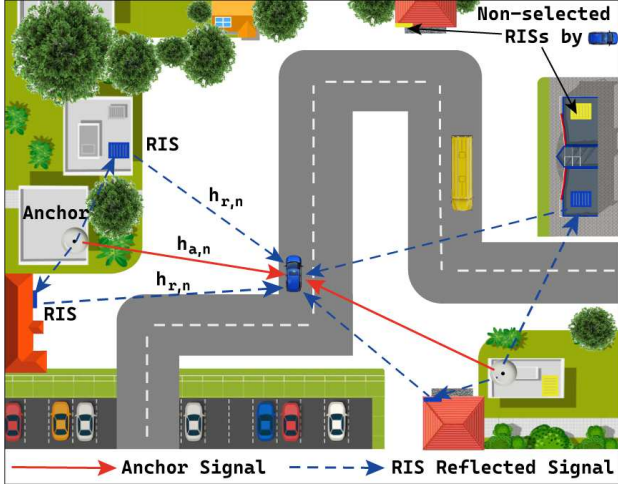 Non-selected
RISs by
RIS
h_{r,n}
Anchor
h_{a,n}
h_{r,n}
RIS
Anchor Signal
RIS Reflected Signal